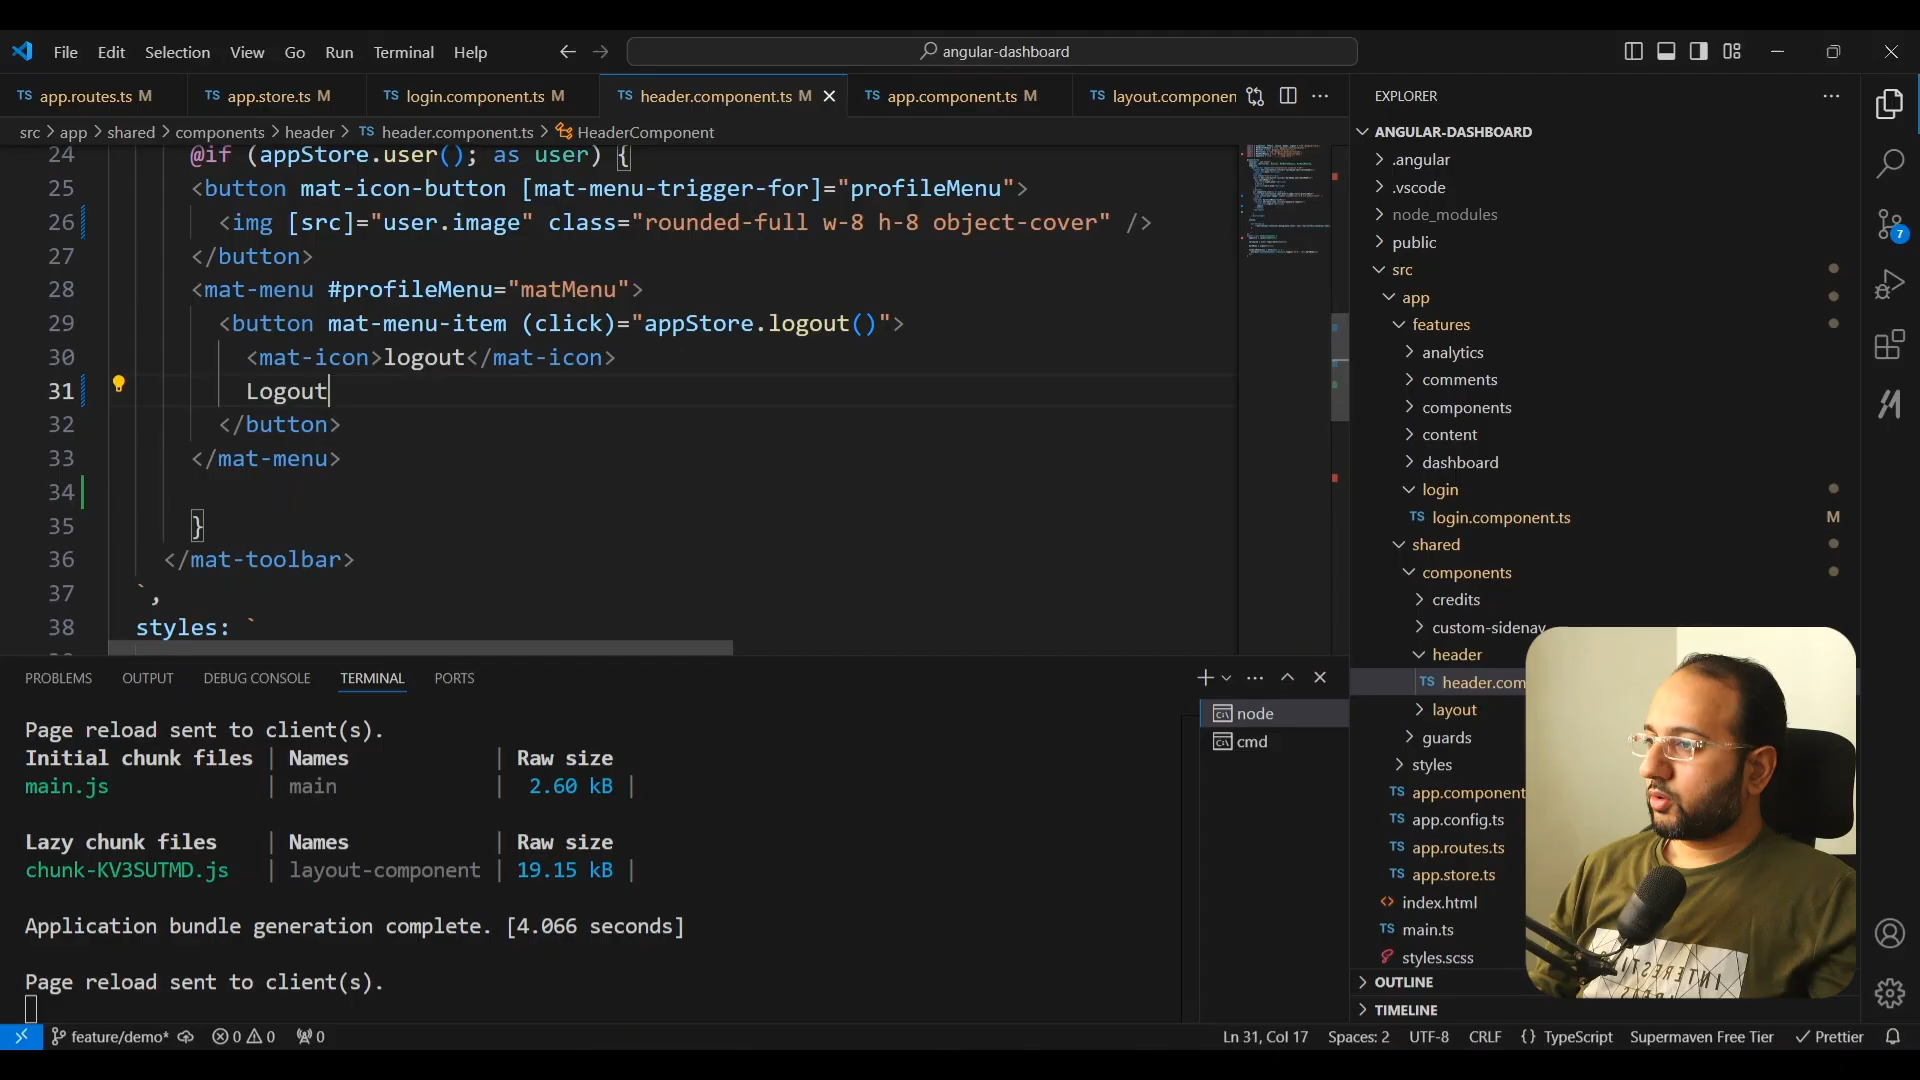 File Edit Selection View Go Run Terminal Help
angular-dashboard
TS app.routes.ts M
TS app.store.ts M
TS login.component.ts M
TS header.component.ts M
TS app.component.ts M
TS layout.componen
src > app > shared > components > header > TS header.component.ts > HeaderComponent
24 @if (appStore.user(); as user) {
25 <button mat-icon-button [mat-menu-trigger-for]="profileMenu">
26 <img [src]="user.image" class="rounded-full w-8 h-8 object-cover" />
27 </button>
28 <mat-menu #profileMenu="matMenu">
29 <button mat-menu-item (click)="appStore.logout()">
30 <mat-icon>logout</mat-icon>
31 Logout
32 </button>
33 </mat-menu>
34
35 }
36 </mat-toolbar>
37 `,
38 styles: `
PROBLEMS OUTPUT DEBUG CONSOLE TERMINAL PORTS
Page reload sent to client(s).
Initial chunk files | Names | Raw size
main.js | main | 2.60 kB |
Lazy chunk files | Names | Raw size
chunk-KV3SUTMD.js | layout-component | 19.15 kB |
Application bundle generation complete. [4.066 seconds]
Page reload sent to client(s).
node
cmd
EXPLORER
ANGULAR-DASHBOARD
.angular
.vscode
node_modules
public
src
app
features
analytics
comments
components
content
dashboard
login
TS login.component.ts M
shared
components
credits
custom-sidenav
header
TS header.com
layout
guards
styles
TS app.component
TS app.config.ts
TS app.routes.ts
TS app.store.ts
index.html
TS main.ts
styles.scss
OUTLINE
TIMELINE
7
feature/demo* 0 0 0
Ln 31, Col 17 Spaces: 2 UTF-8 CRLF {} TypeScript Supermaven Free Tier Prettier